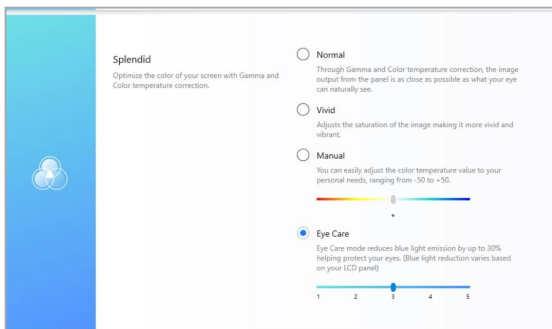 Splendid
Optimize the color of your screen with Gamma and
Color temperature correction.
Normal
Through Gamma and Color temperature correction, the image
output from the panel is as close as possible as what your eye
can naturally see.
Vivid
Adjusts the saturation of the image making it more vivid and
vibrant.
Manual
You can easily adjust the color temperature value to your
personal needs, ranging from -50 to +50.
Eye Care
Eye Care mode reduces blue light emission by up to 30%
helping protect your eyes. (Blue light reduction varies based
on your LCD panel)
1 2 3 4 5